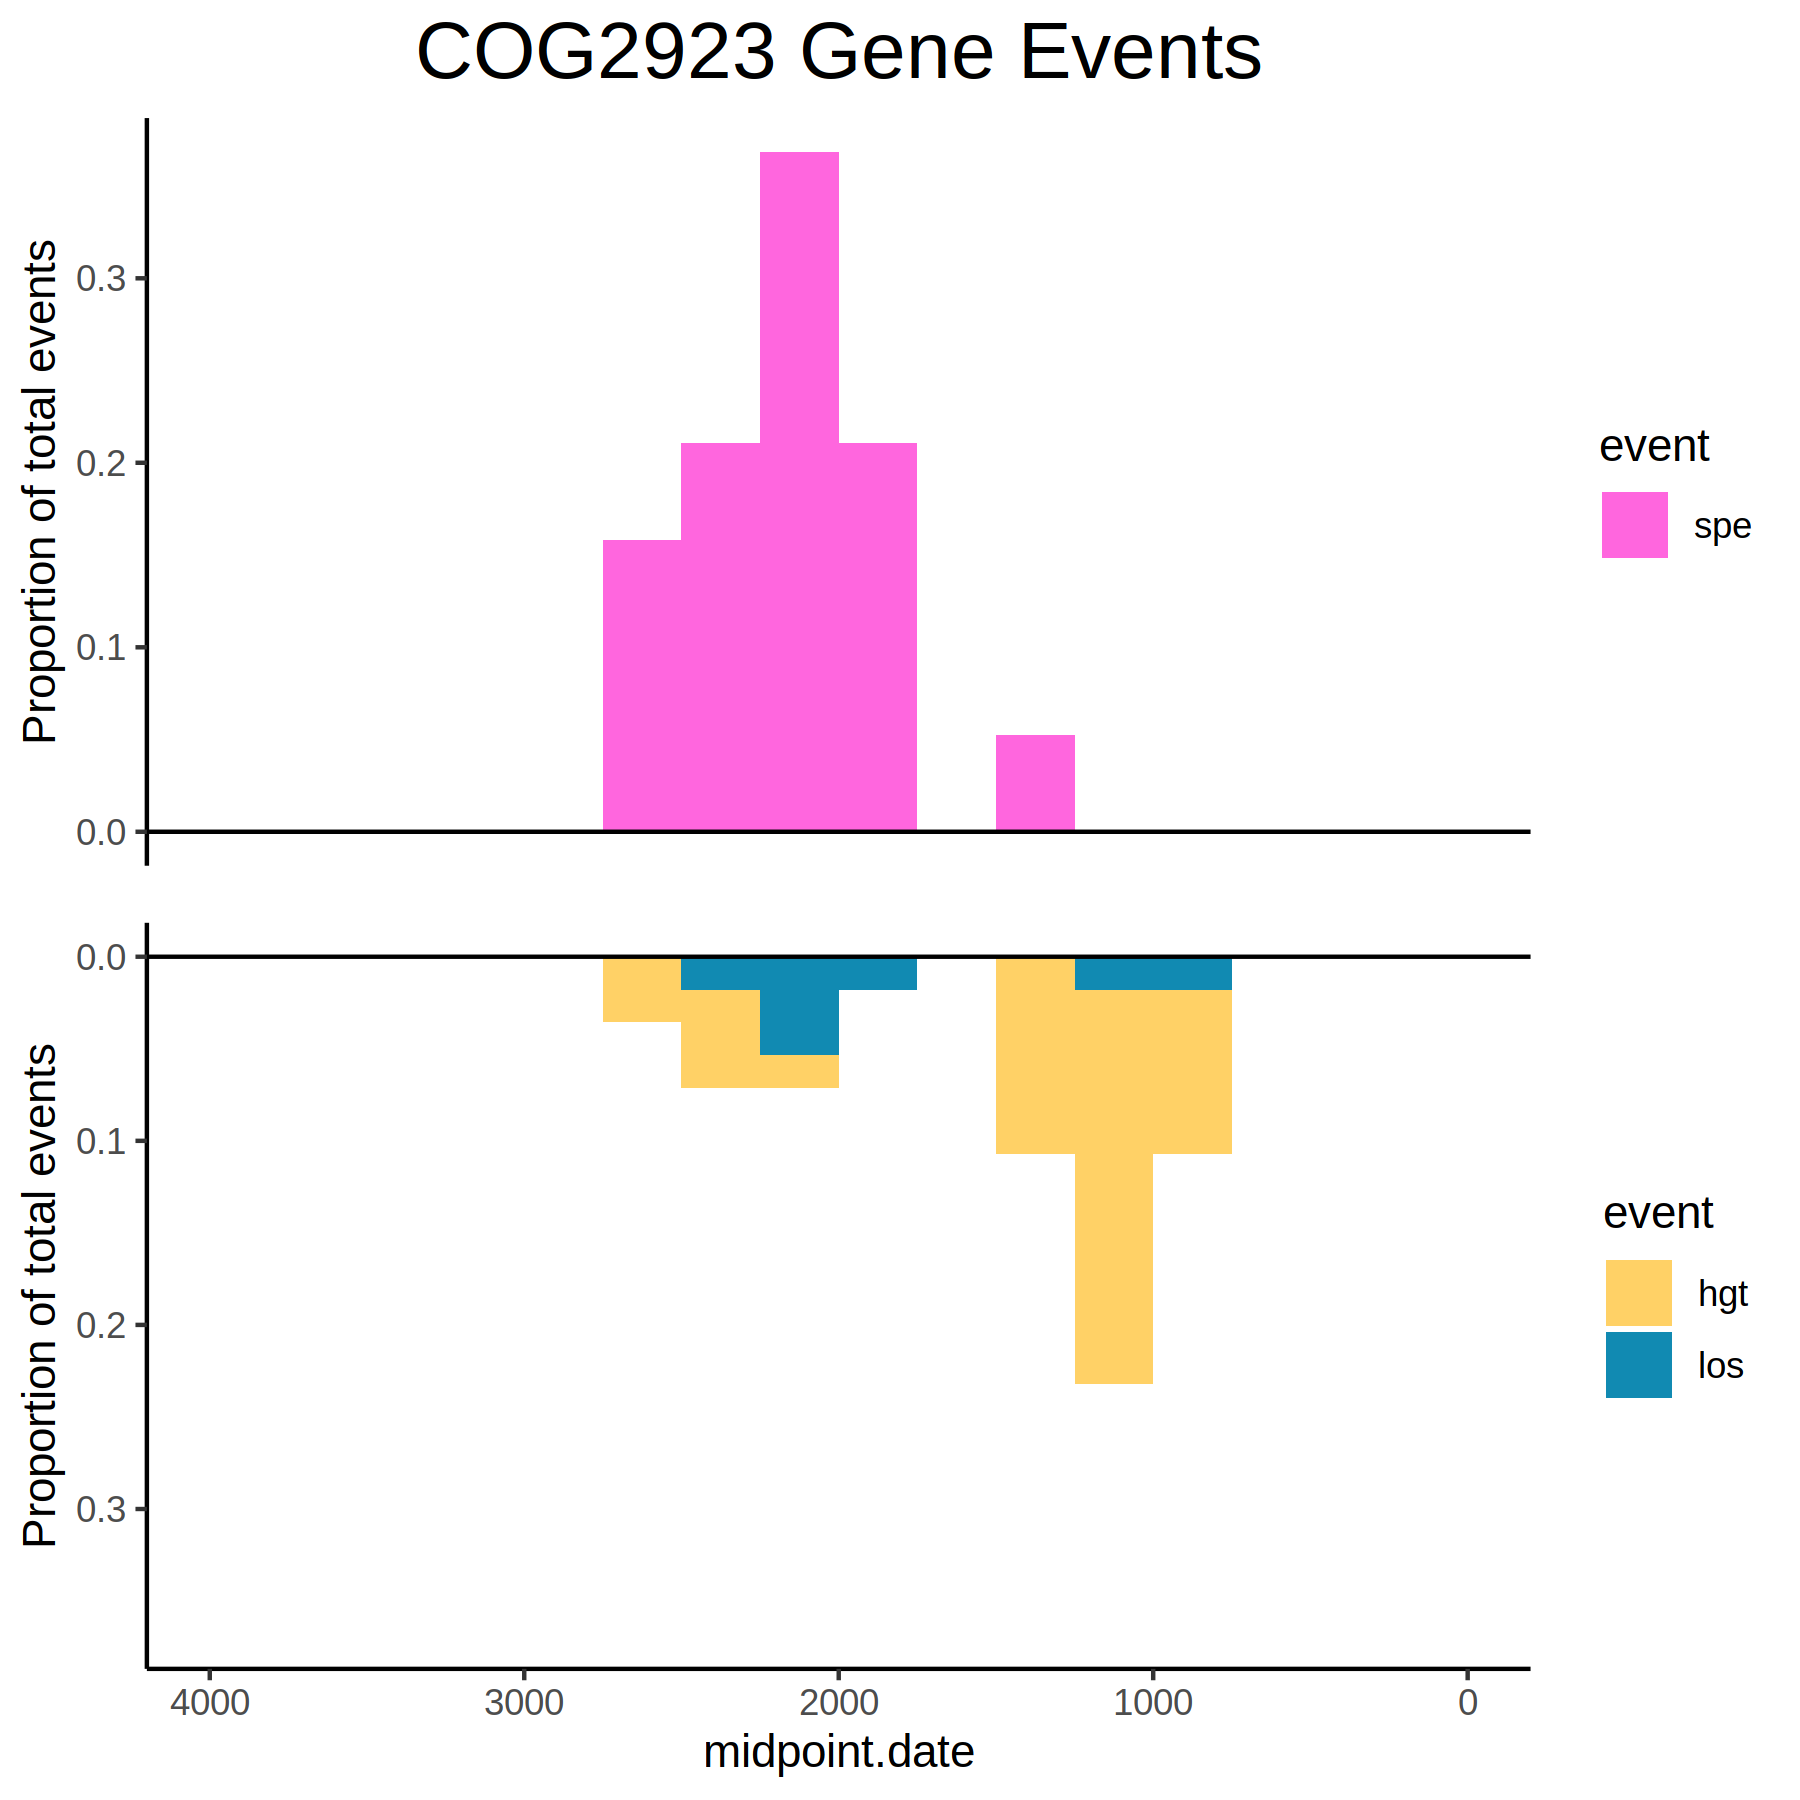 COG2923 Gene Events
Proportion of total events
0.3
0.2
0.1
0.0
event
spe
Proportion of total events
0.0
0.1
0.2
0.3
event
hgt
los
4000 3000 2000 1000 0
midpoint.date